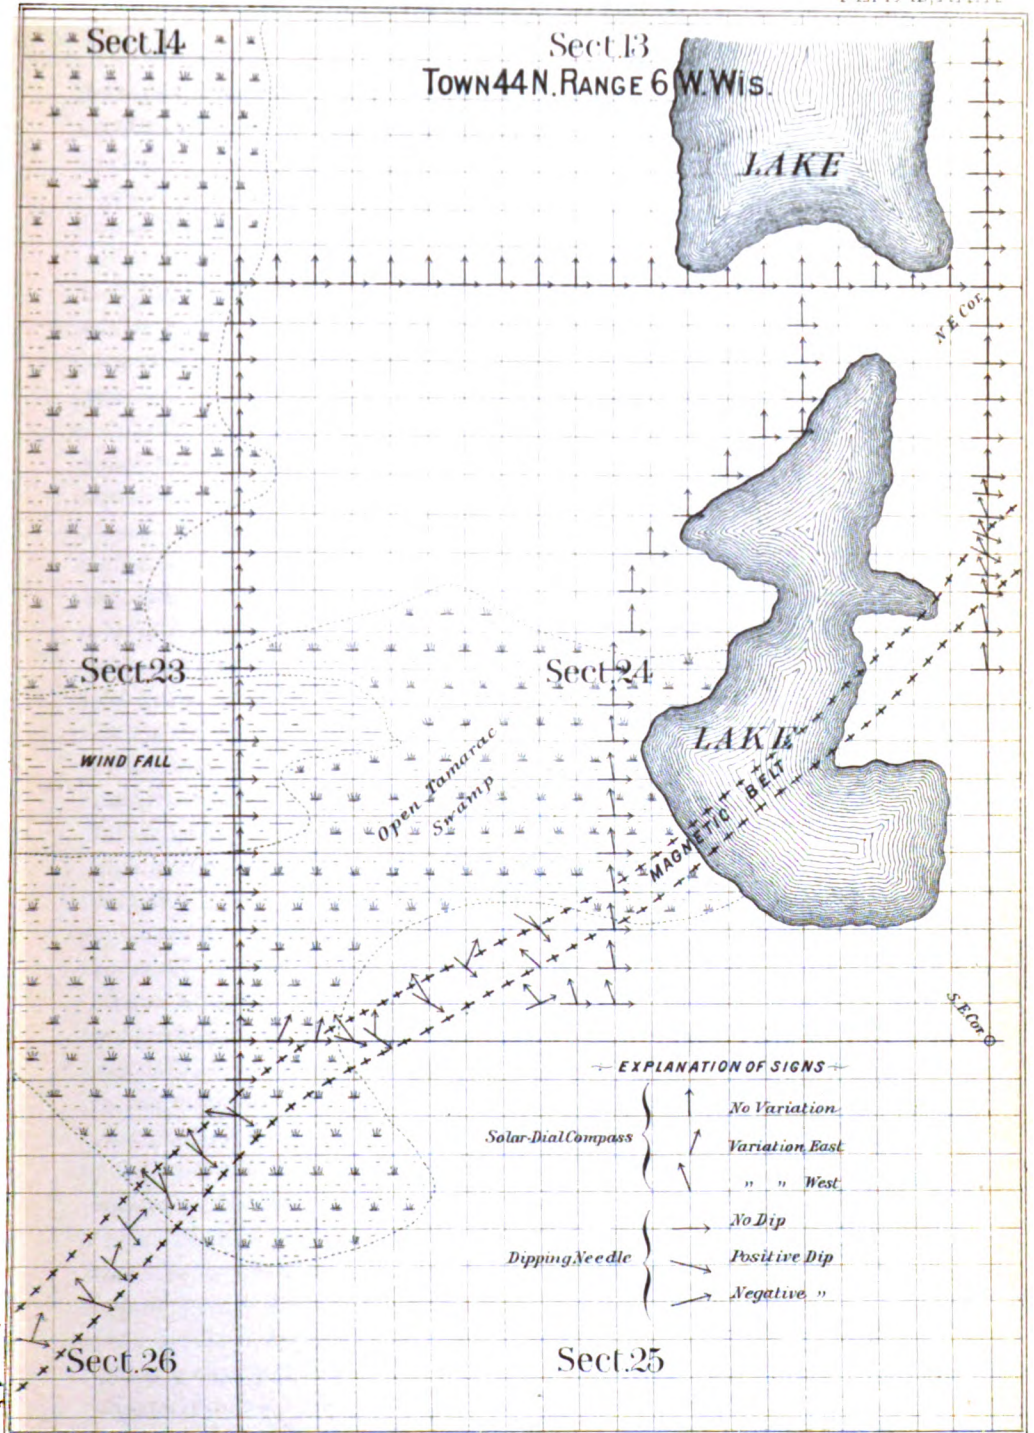 Sect.14
Sect.13
TOWN 44 N. RANGE 6 W. WIS.
LAKE
N.E.Cor.
Sect.23
Sect.24
WIND FALL
Open Tamarac
Swamp
LAKE
MAGNETIC BELT
S.E.Cor.
EXPLANATION OF SIGNS
Solar-Dial Compass
No Variation
Variation East
" " West
Dipping Needle
No Dip
Positive Dip
Negative "
Sect.26
Sect.25